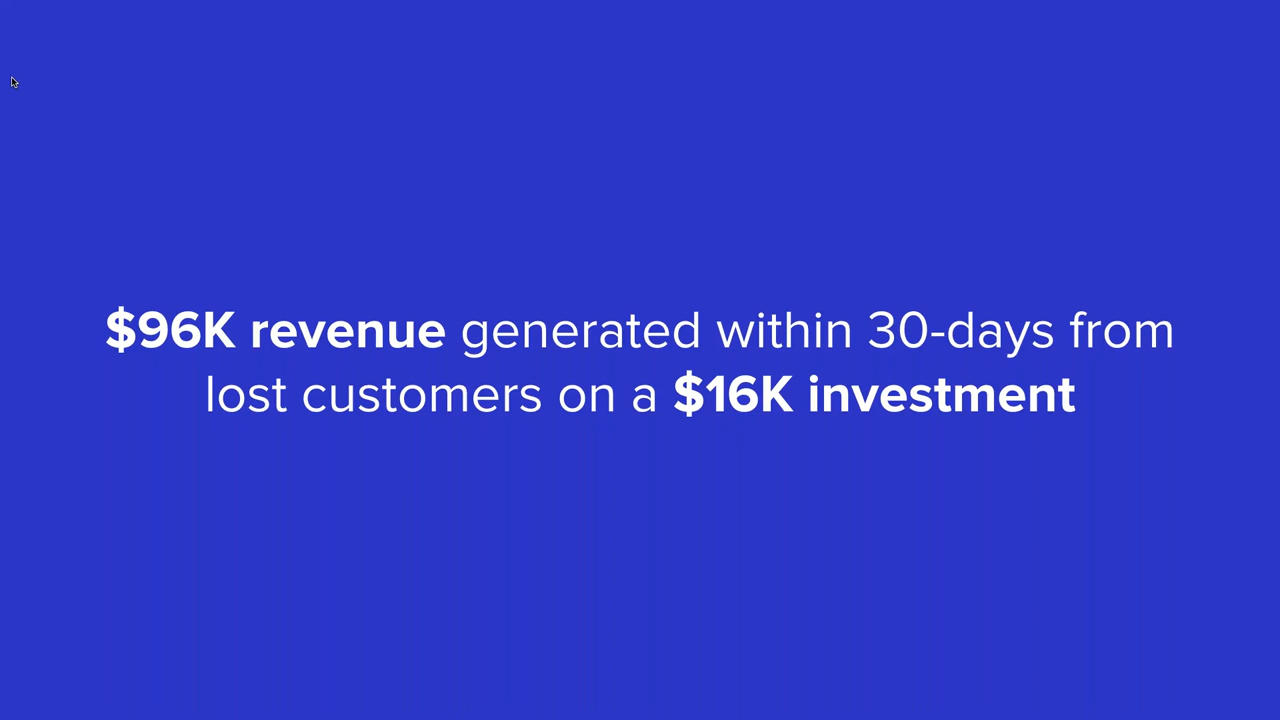 $96K revenue generated within 30-days from
lost customers on a $16K investment